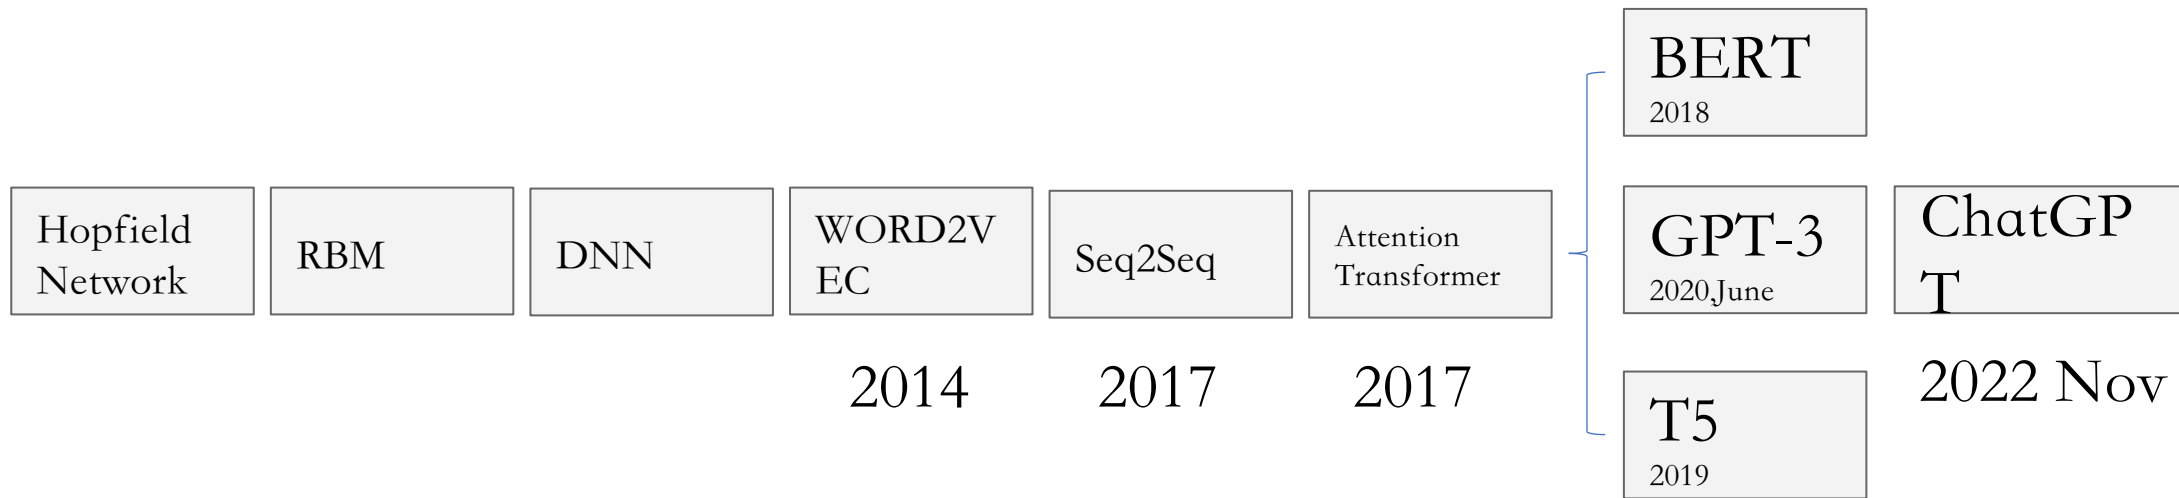 Hopfield
Network
RBM
DNN
WORD2V
EC
2014
Seq2Seq
2017
Attention
Transformer
2017
BERT
2018
GPT-3
2020,June
T5
2019
ChatGP
T
2022 Nov